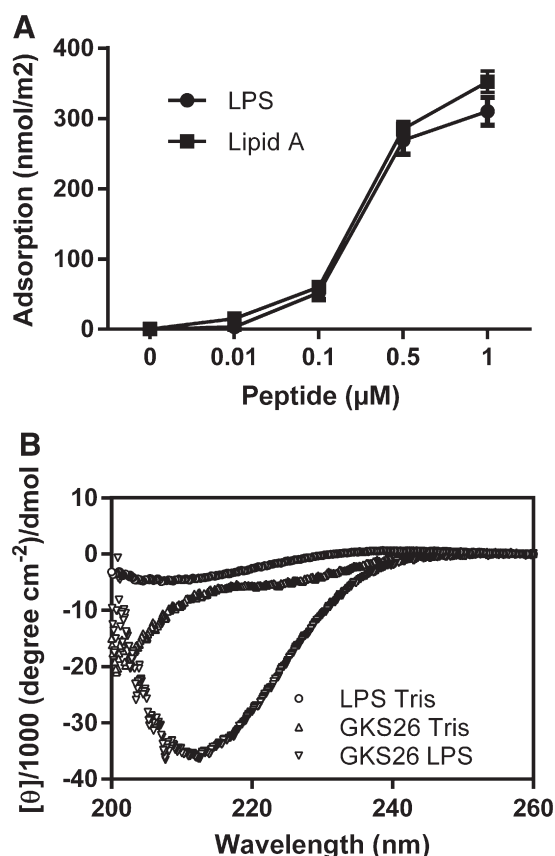 A
400
300
200
100
0
Adsorption (nmol/m2)
LPS
Lipid A
0 0.01 0.1 0.5 1
Peptide (µM)
B
10
0
-10
-20
-30
-40
[θ]/1000 (degree cm⁻²)/dmol
LPS Tris
GKS26 Tris
GKS26 LPS
200 220 240 260
Wavelength (nm)